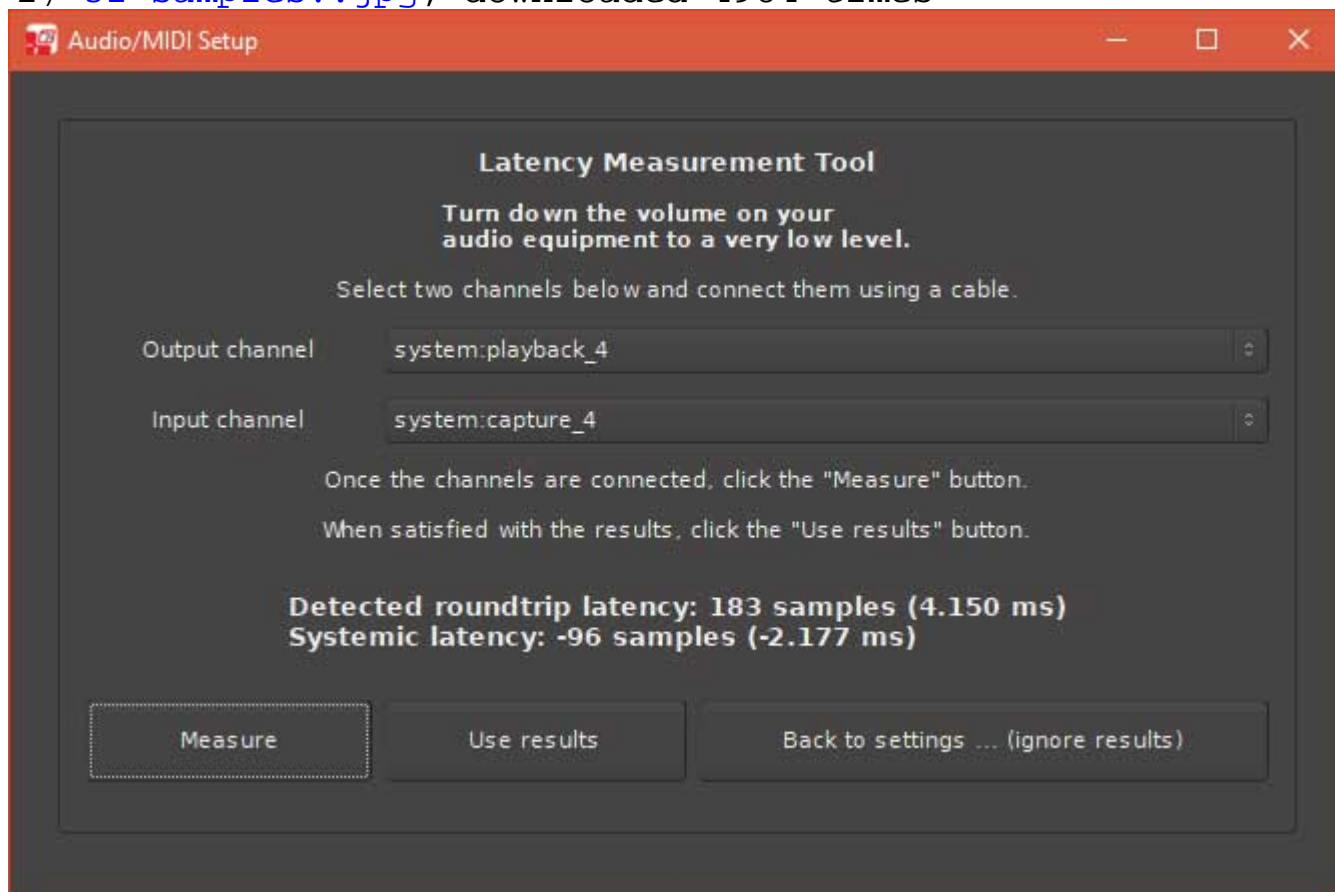 Audio/MIDI Setup
Latency Measurement Tool
Turn down the volume on your
audio equipment to a very low level.
Select two channels below and connect them using a cable.
Output channel system:playback_4
Input channel system:capture_4
Once the channels are connected, click the "Measure" button.
When satisfied with the results, click the "Use results" button.
Detected roundtrip latency: 183 samples (4.150 ms)
Systemic latency: -96 samples (-2.177 ms)
Measure Use results Back to settings ... (ignore results)